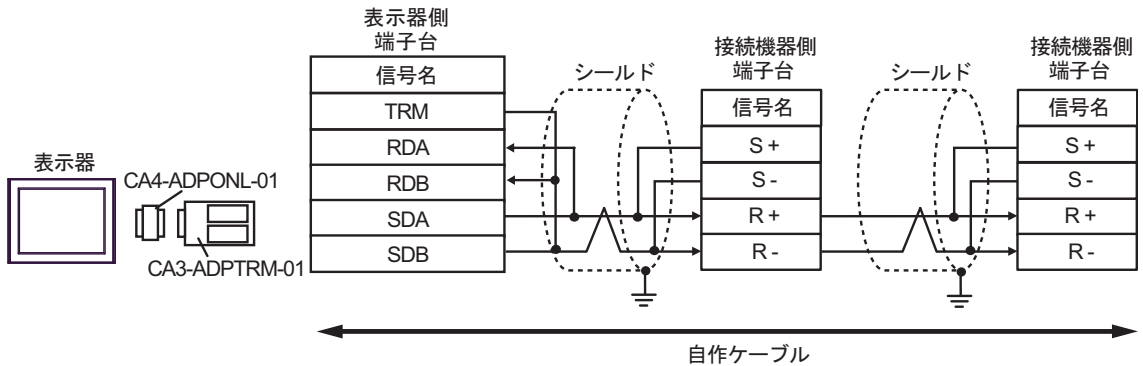 表示器
CA4-ADPONL-01
CA3-ADPTRM-01
表示器側
端子台
信号名
TRM
RDA
RDB
SDA
SDB
シールド
接続機器側
端子台
信号名
S +
S -
R +
R -
シールド
接続機器側
端子台
信号名
S +
S -
R +
R -
自作ケーブル